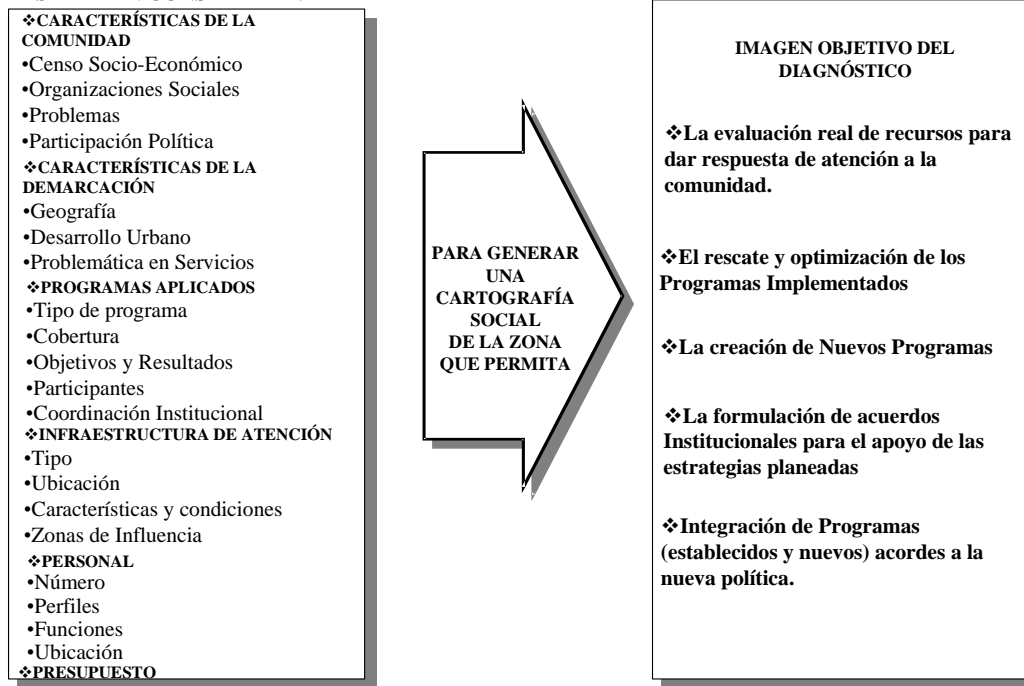 ❖CARACTERÍSTICAS DE LA
COMUNIDAD
•Censo Socio-Económico
•Organizaciones Sociales
•Problemas
•Participación Política
❖CARACTERÍSTICAS DE LA
DEMARCACIÓN
•Geografía
•Desarrollo Urbano
•Problemática en Servicios
❖PROGRAMAS APLICADOS
•Tipo de programa
•Cobertura
•Objetivos y Resultados
•Participantes
•Coordinación Institucional
❖INFRAESTRUCTURA DE ATENCIÓN
•Tipo
•Ubicación
•Características y condiciones
•Zonas de Influencia
❖PERSONAL
•Número
•Perfiles
•Funciones
•Ubicación
❖PRESUPUESTO
PARA GENERAR
UNA
CARTOGRAFÍA
SOCIAL
DE LA ZONA
QUE PERMITA
IMAGEN OBJETIVO DEL
DIAGNÓSTICO
❖La evaluación real de recursos para
dar respuesta de atención a la
comunidad.
❖El rescate y optimización de los
Programas Implementados
❖La creación de Nuevos Programas
❖La formulación de acuerdos
Institucionales para el apoyo de las
estrategias planeadas
❖Integración de Programas
(establecidos y nuevos) acordes a la
nueva política.